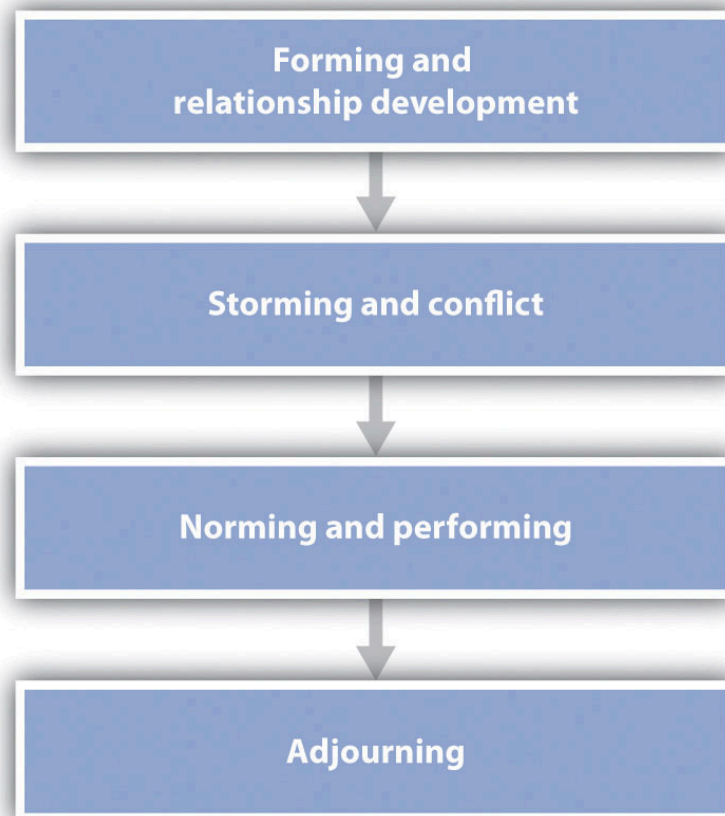 Forming and
relationship development
Storming and conflict
Norming and performing
Adjourning